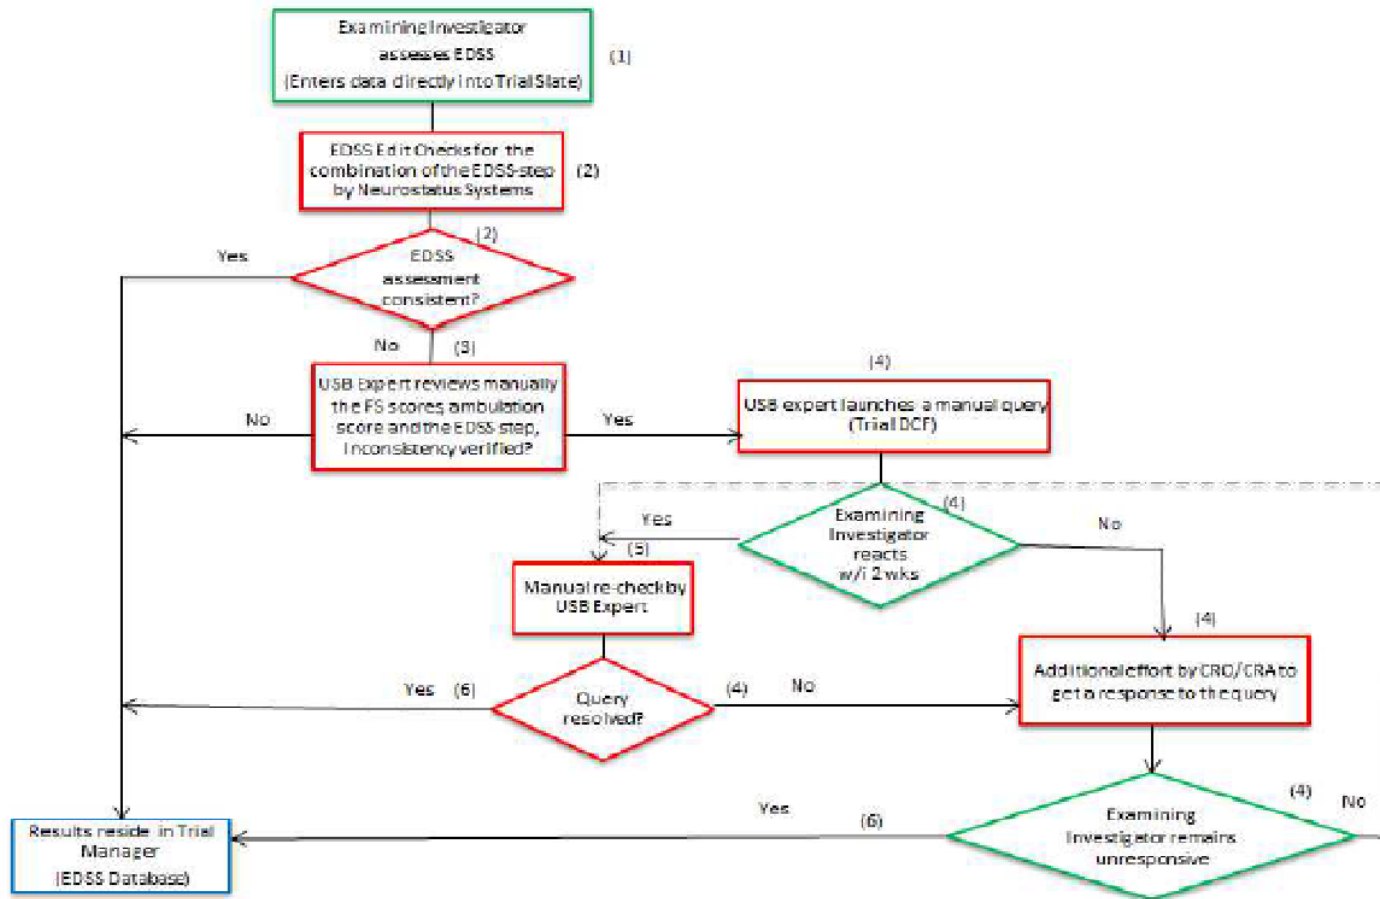 Examining Investigator
assesses EDSS
(Enters data directly into Trial Slate)
(1)
EDSS Edit Checks for the
combination of the EDSS-step
by Neurostatus Systems
(2)
(2)
Yes
EDSS
assessment
consistent?
No
(3)
(4)
USB Expert reviews manually
the FS scores, ambulation
score and the EDSS step,
Inconsistency verified?
No
Yes
USB expert launches a manual query
(Trial DCF)
(4)
Yes
Examining
Investigator
reacts
w/i 2 wks
No
(5)
Manual re-check by
USB Expert
(4)
Additional effort by CRO/CRA to
get a response to the query
Yes
(6)
Query
resolved?
(4)
No
(4)
No
Yes
(6)
Examining
Investigator remains
unresponsive
Results reside in Trial
Manager
(EDSS Database)